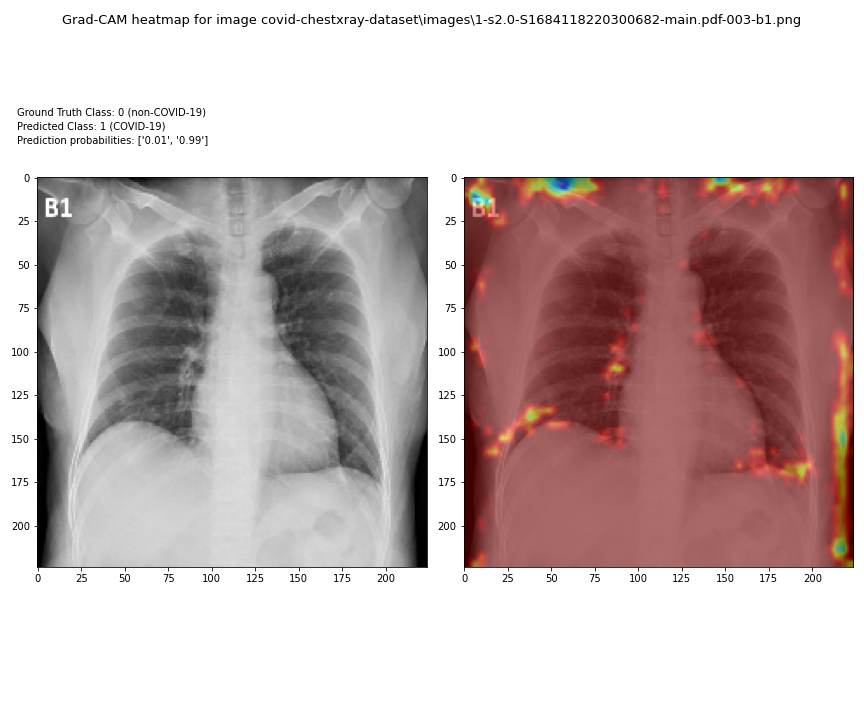 Grad-CAM heatmap for image covid-chestxray-dataset\images\1-s2.0-S1684118220300682-main.pdf-003-b1.png
Ground Truth Class: 0 (non-COVID-19)
Predicted Class: 1 (COVID-19)
Prediction probabilities: ['0.01', '0.99']
B1
0
25
50
75
100
125
150
175
200
0 25 50 75 100 125 150 175 200
B1
0
25
50
75
100
125
150
175
200
0 25 50 75 100 125 150 175 200